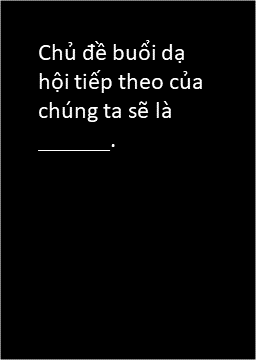 Chủ đề buổi dạ
hội tiếp theo của
chúng ta sẽ là
_______.